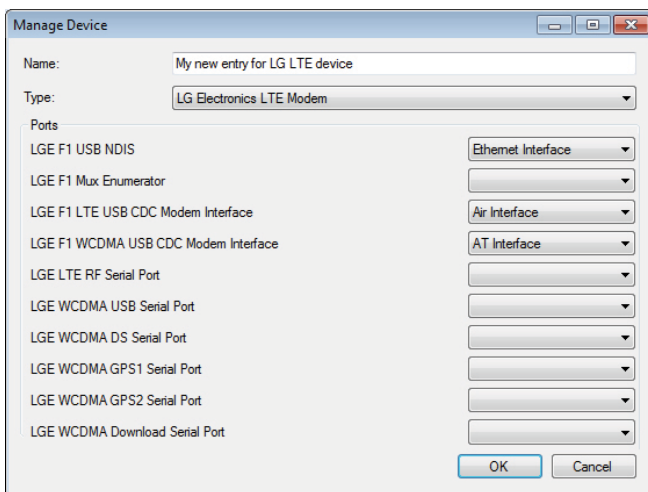 Manage Device
Name: My new entry for LG LTE device
Type: LG Electronics LTE Modem
Ports
LGE F1 USB NDIS Ethernet Interface
LGE F1 Mux Enumerator
LGE F1 LTE USB CDC Modem Interface Air Interface
LGE F1 WCDMA USB CDC Modem Interface AT Interface
LGE LTE RF Serial Port
LGE WCDMA USB Serial Port
LGE WCDMA DS Serial Port
LGE WCDMA GPS1 Serial Port
LGE WCDMA GPS2 Serial Port
LGE WCDMA Download Serial Port
OK Cancel